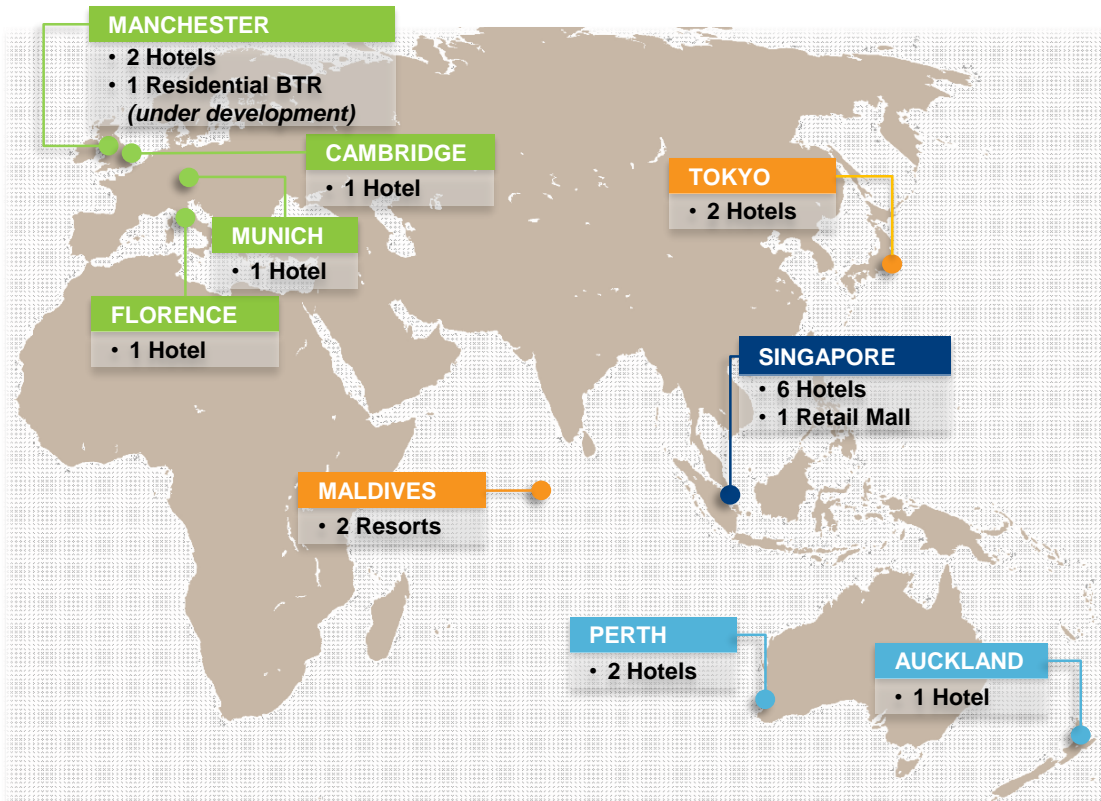 MANCHESTER
• 2 Hotels
• 1 Residential BTR
(under development)
CAMBRIDGE
• 1 Hotel
MUNICH
• 1 Hotel
FLORENCE
• 1 Hotel
TOKYO
• 2 Hotels
SINGAPORE
• 6 Hotels
• 1 Retail Mall
MALDIVES
• 2 Resorts
PERTH
• 2 Hotels
AUCKLAND
• 1 Hotel